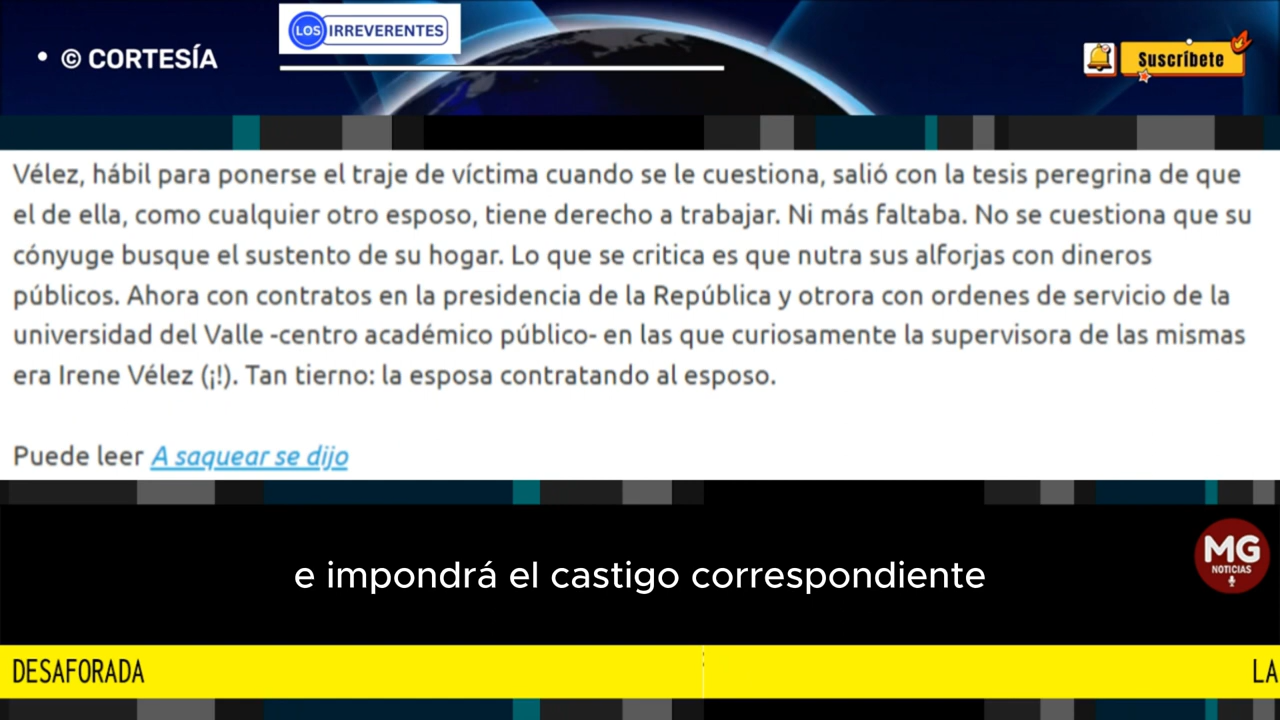 © CORTESÍA
LOS IRREVERENTES
Suscríbete
Vélez, hábil para ponerse el traje de víctima cuando se le cuestiona, salió con la tesis peregrina de que
el de ella, como cualquier otro esposo, tiene derecho a trabajar. Ni más faltaba. No se cuestiona que su
cónyuge busque el sustento de su hogar. Lo que se critica es que nutra sus alforjas con dineros
públicos. Ahora con contratos en la presidencia de la República y otrora con ordenes de servicio de la
universidad del Valle -centro académico público- en las que curiosamente la supervisora de las mismas
era Irene Vélez (¡!). Tan tierno: la esposa contratando al esposo.
Puede leer A saquear se dijo
MG
NOTICIAS
e impondrá el castigo correspondiente
DESAFORADA LA